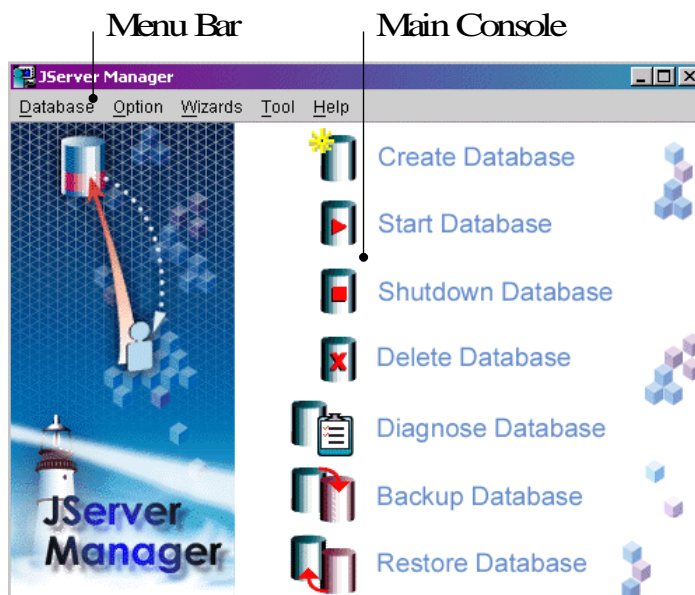 Menu Bar Main Console
JServer Manager
Database Option Wizards Tool Help
Create Database
Start Database
Shutdown Database
Delete Database
Diagnose Database
Backup Database
Restore Database
JServer
Manager